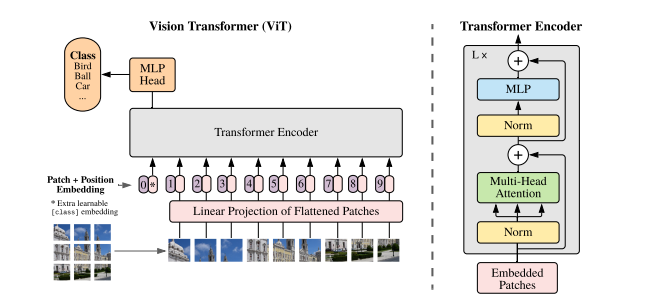 Vision Transformer (ViT)
Class
Bird
Ball
Car
...
MLP
Head
Transformer Encoder
Patch + Position
Embedding
* Extra learnable
[class] embedding
0 * 1 2 3 4 5 6 7 8 9
Linear Projection of Flattened Patches
Transformer Encoder
L x
+
MLP
Norm
+
Multi-Head
Attention
Norm
Embedded
Patches